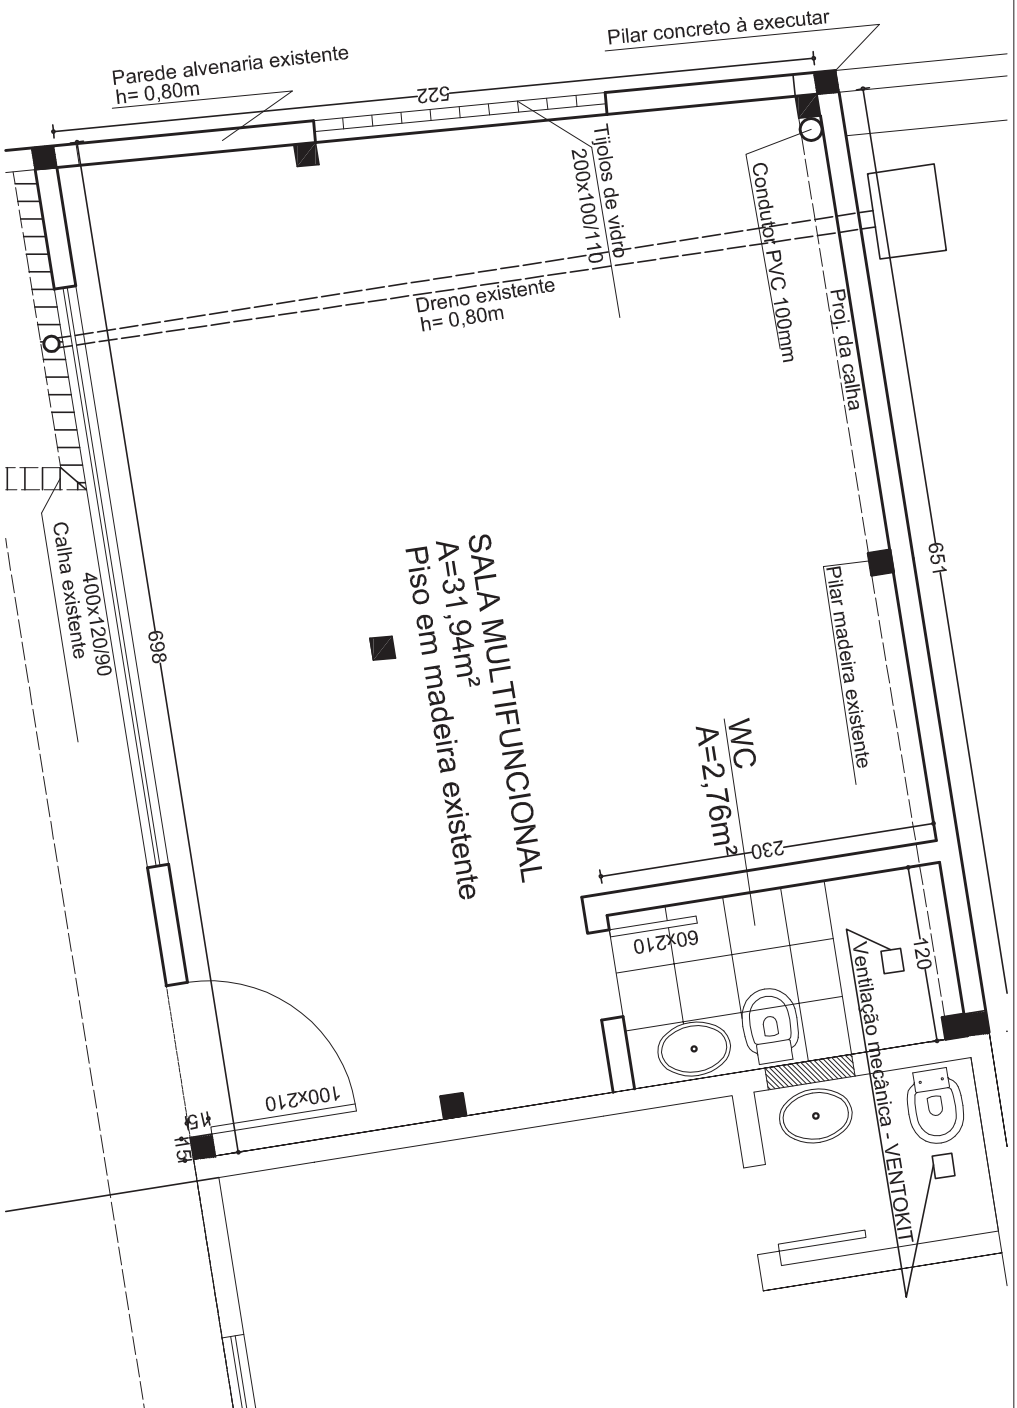 Pilar concreto à executar
Parede alvenaria existente
h= 0,80m
522
Tijolos de vidro
200x100/110
Condutor PVC 100mm
Dreno existente
h= 0,80m
Proj. da calha
651
Calha existente
400x120/90
698
SALA MULTIFUNCIONAL
A=31,94m²
Piso em madeira existente
Pilar madeira existente
WC
A=2,76m²
230
60x210
120
Ventilação mecânica - VENTOKIT
100x210
15
15